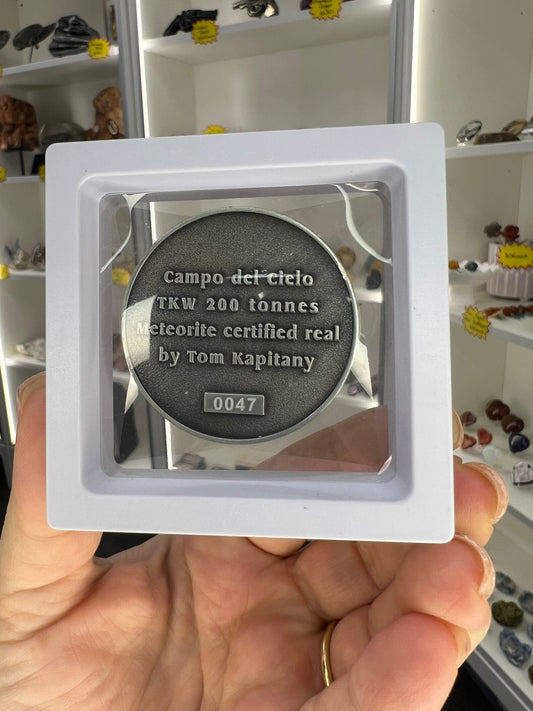 Campo del Cielo
TKW 200 tonnes
Meteorite certified real
by Tom Kapitany
0047